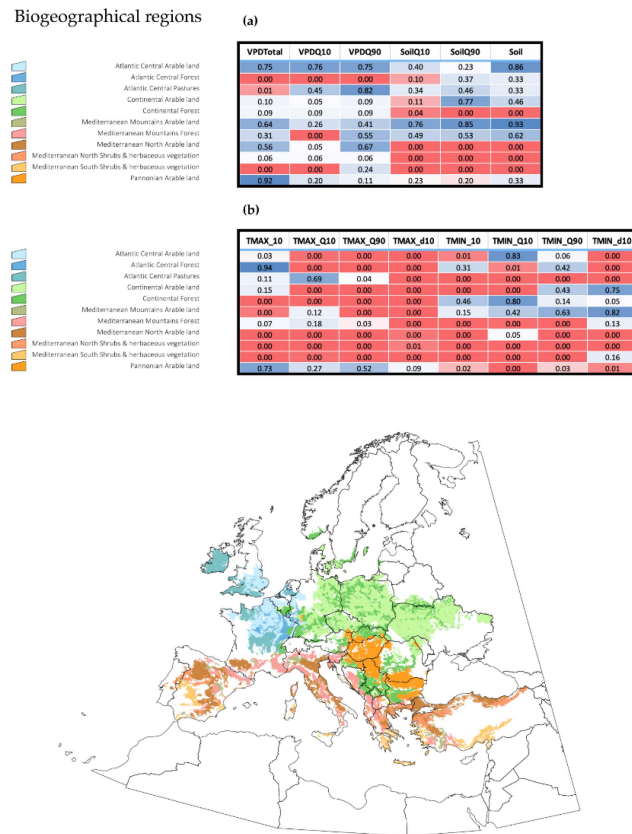 Biogeographical regions
(a)
VPDTotal VPDQ10 VPDQ90 SoilQ10 SoilQ90 Soil
Atlantic Central Arable land 0.75 0.76 0.75 0.40 0.23 0.86
Atlantic Central Forest 0.00 0.00 0.00 0.10 0.37 0.33
Atlantic Central Pastures 0.01 0.45 0.82 0.34 0.46 0.33
Continental Arable land 0.10 0.05 0.09 0.11 0.77 0.46
Continental Forest 0.09 0.09 0.09 0.04 0.00 0.00
Mediterranean Mountains Arable land 0.64 0.26 0.41 0.76 0.85 0.93
Mediterranean Mountains Forest 0.31 0.00 0.55 0.49 0.53 0.62
Mediterranean North Arable land 0.56 0.05 0.67 0.00 0.00 0.00
Mediterranean North Shrubs & herbaceous vegetation 0.06 0.06 0.06 0.00 0.00 0.00
Mediterranean South Shrubs & herbaceous vegetation 0.00 0.00 0.24 0.00 0.00 0.00
Pannonian Arable land 0.92 0.20 0.11 0.23 0.20 0.33
(b)
TMAX_10 TMAX_Q10 TMAX_Q90 TMAX_d10 TMIN_10 TMIN_Q10 TMIN_Q90 TMIN_d10
Atlantic Central Arable land 0.03 0.00 0.00 0.00 0.01 0.83 0.06 0.00
Atlantic Central Forest 0.94 0.00 0.00 0.00 0.31 0.01 0.42 0.00
Atlantic Central Pastures 0.11 0.69 0.04 0.00 0.00 0.00 0.00 0.00
Continental Arable land 0.15 0.00 0.00 0.00 0.00 0.00 0.43 0.75
Continental Forest 0.00 0.00 0.00 0.00 0.46 0.80 0.14 0.05
Mediterranean Mountains Arable land 0.00 0.12 0.00 0.00 0.15 0.42 0.63 0.82
Mediterranean Mountains Forest 0.07 0.18 0.03 0.00 0.00 0.00 0.00 0.13
Mediterranean North Arable land 0.00 0.00 0.00 0.00 0.00 0.05 0.00 0.00
Mediterranean North Shrubs & herbaceous vegetation 0.00 0.00 0.00 0.01 0.00 0.00 0.00 0.00
Mediterranean South Shrubs & herbaceous vegetation 0.00 0.00 0.00 0.00 0.00 0.00 0.00 0.16
Pannonian Arable land 0.73 0.27 0.52 0.09 0.02 0.00 0.03 0.01